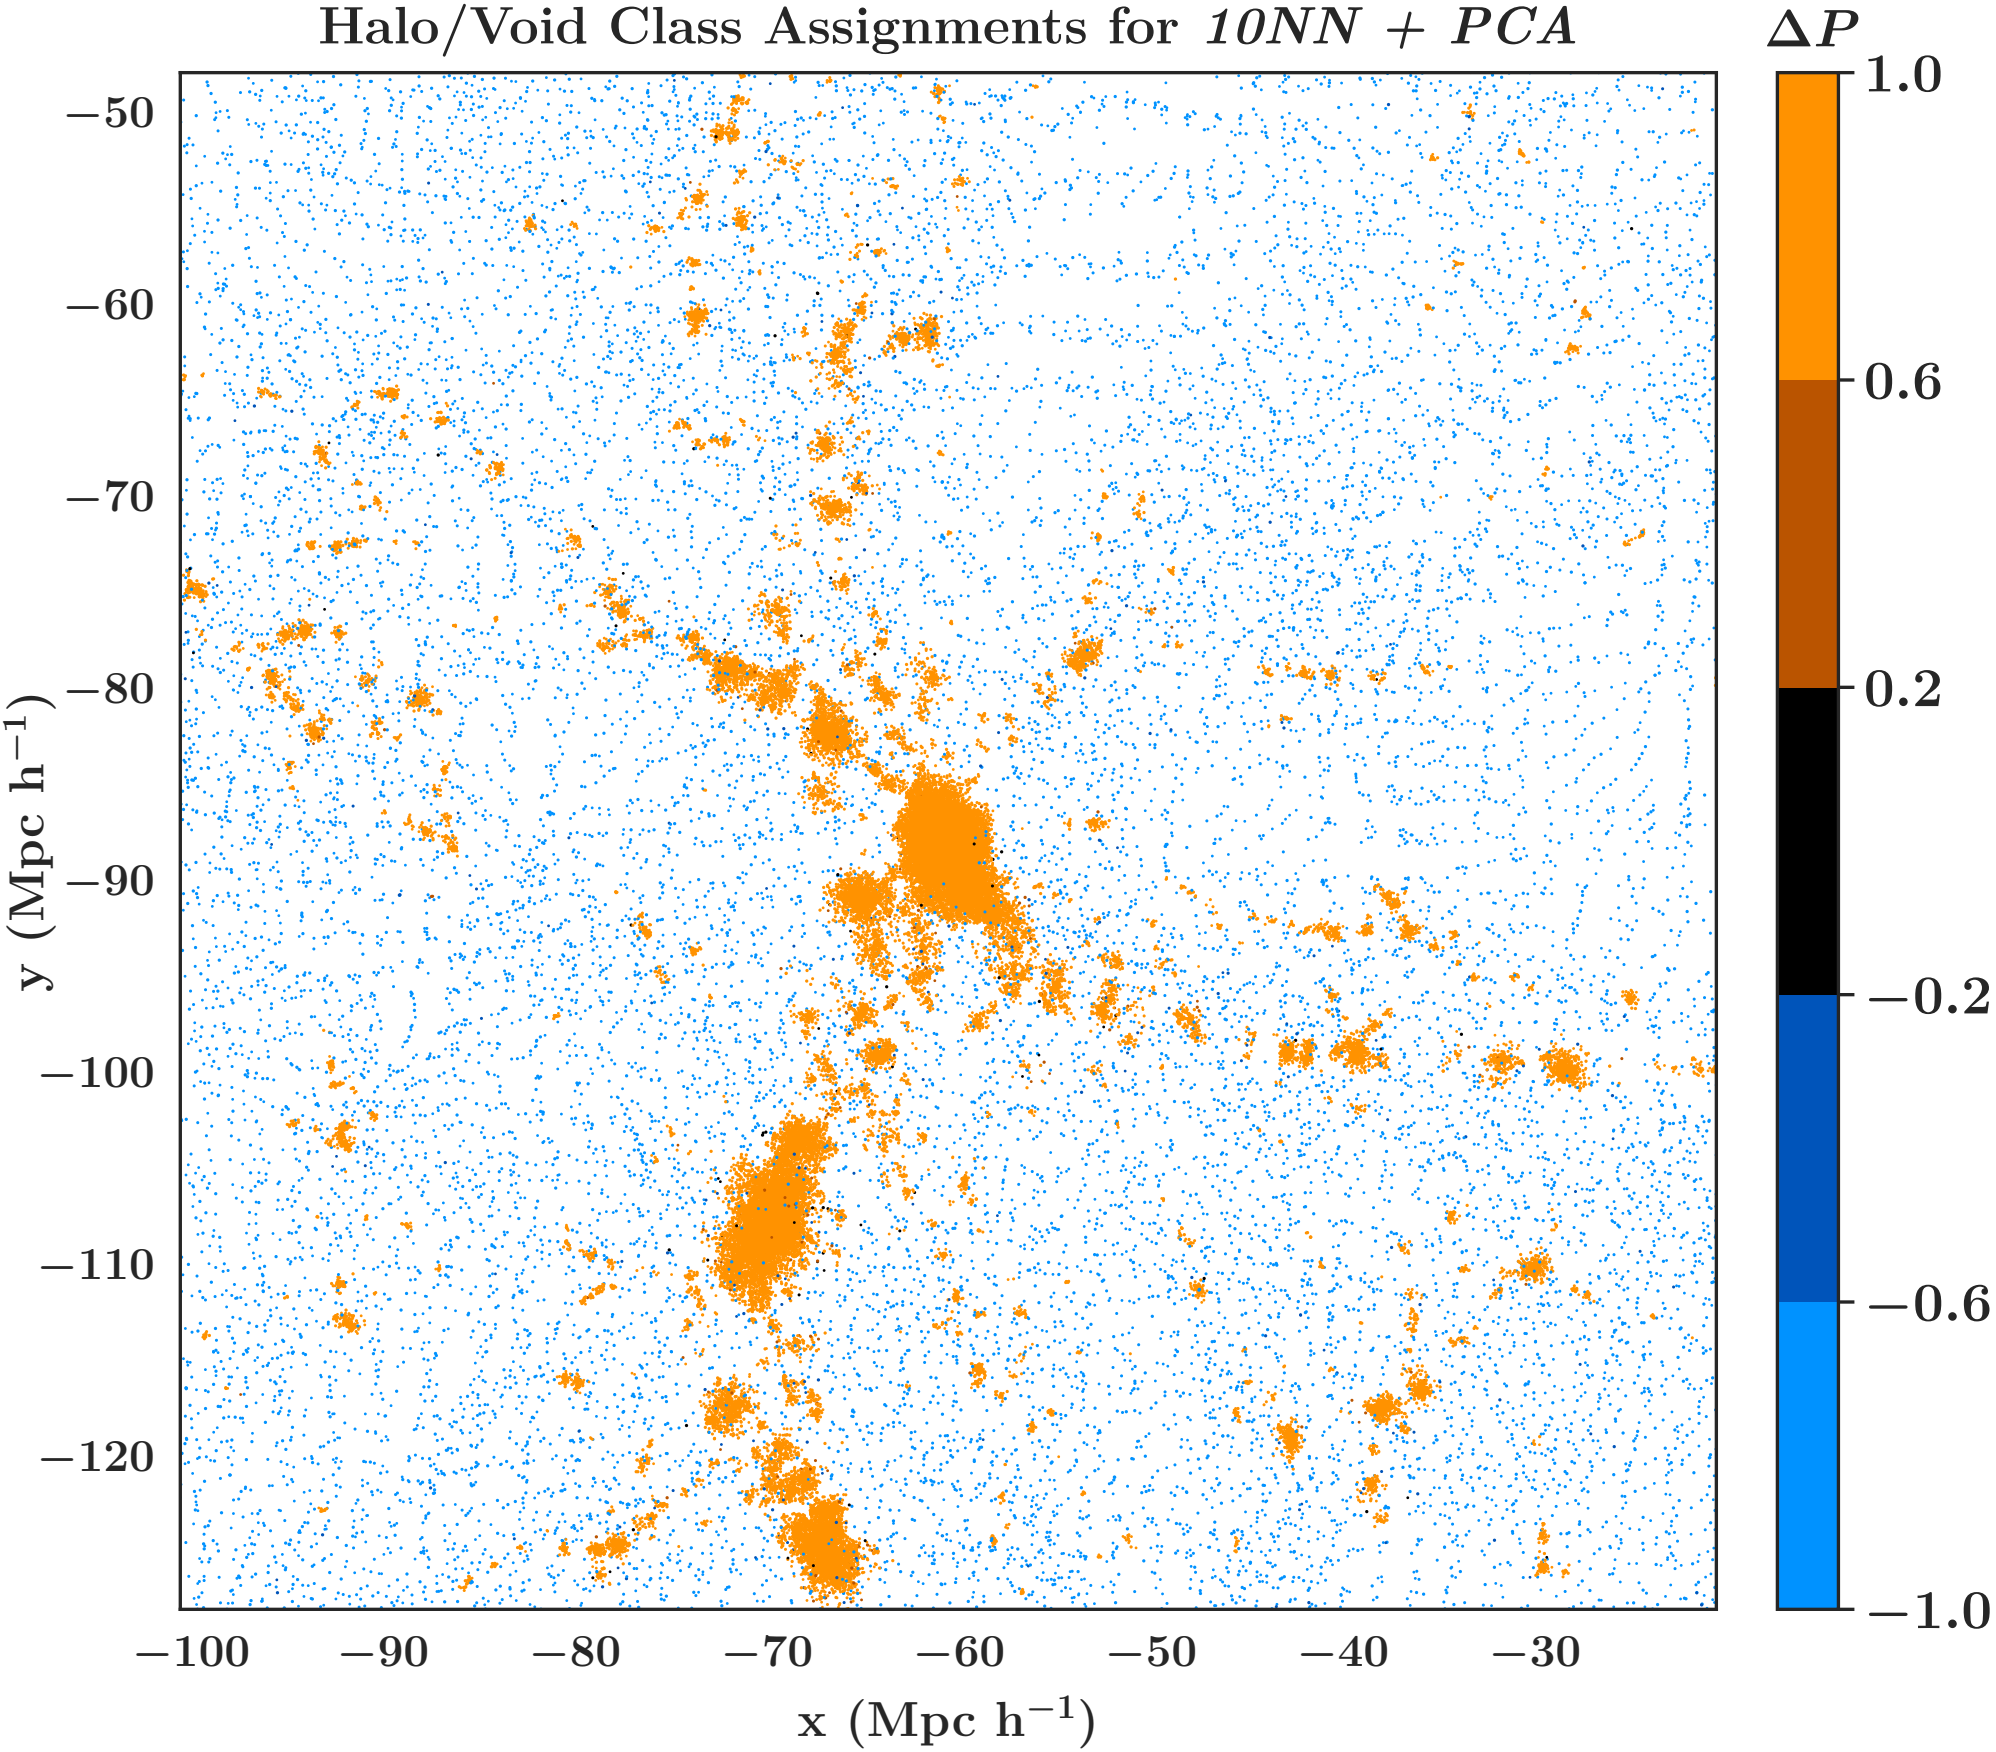 Halo/Void Class Assignments for 10NN + PCA
ΔP
1.0
0.6
0.2
−0.2
−0.6
−1.0
y (Mpc h⁻¹)
−50
−60
−70
−80
−90
−100
−110
−120
−100 −90 −80 −70 −60 −50 −40 −30
x (Mpc h⁻¹)